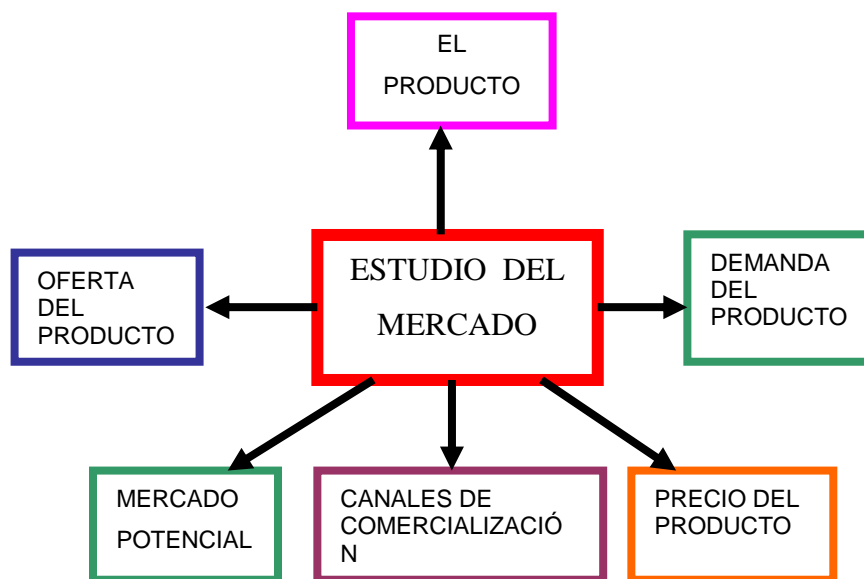 EL
PRODUCTO
ESTUDIO DEL
MERCADO
OFERTA
DEL
PRODUCTO
DEMANDA
DEL
PRODUCTO
MERCADO
POTENCIAL
CANALES DE
COMERCIALIZACIÓ
N
PRECIO DEL
PRODUCTO